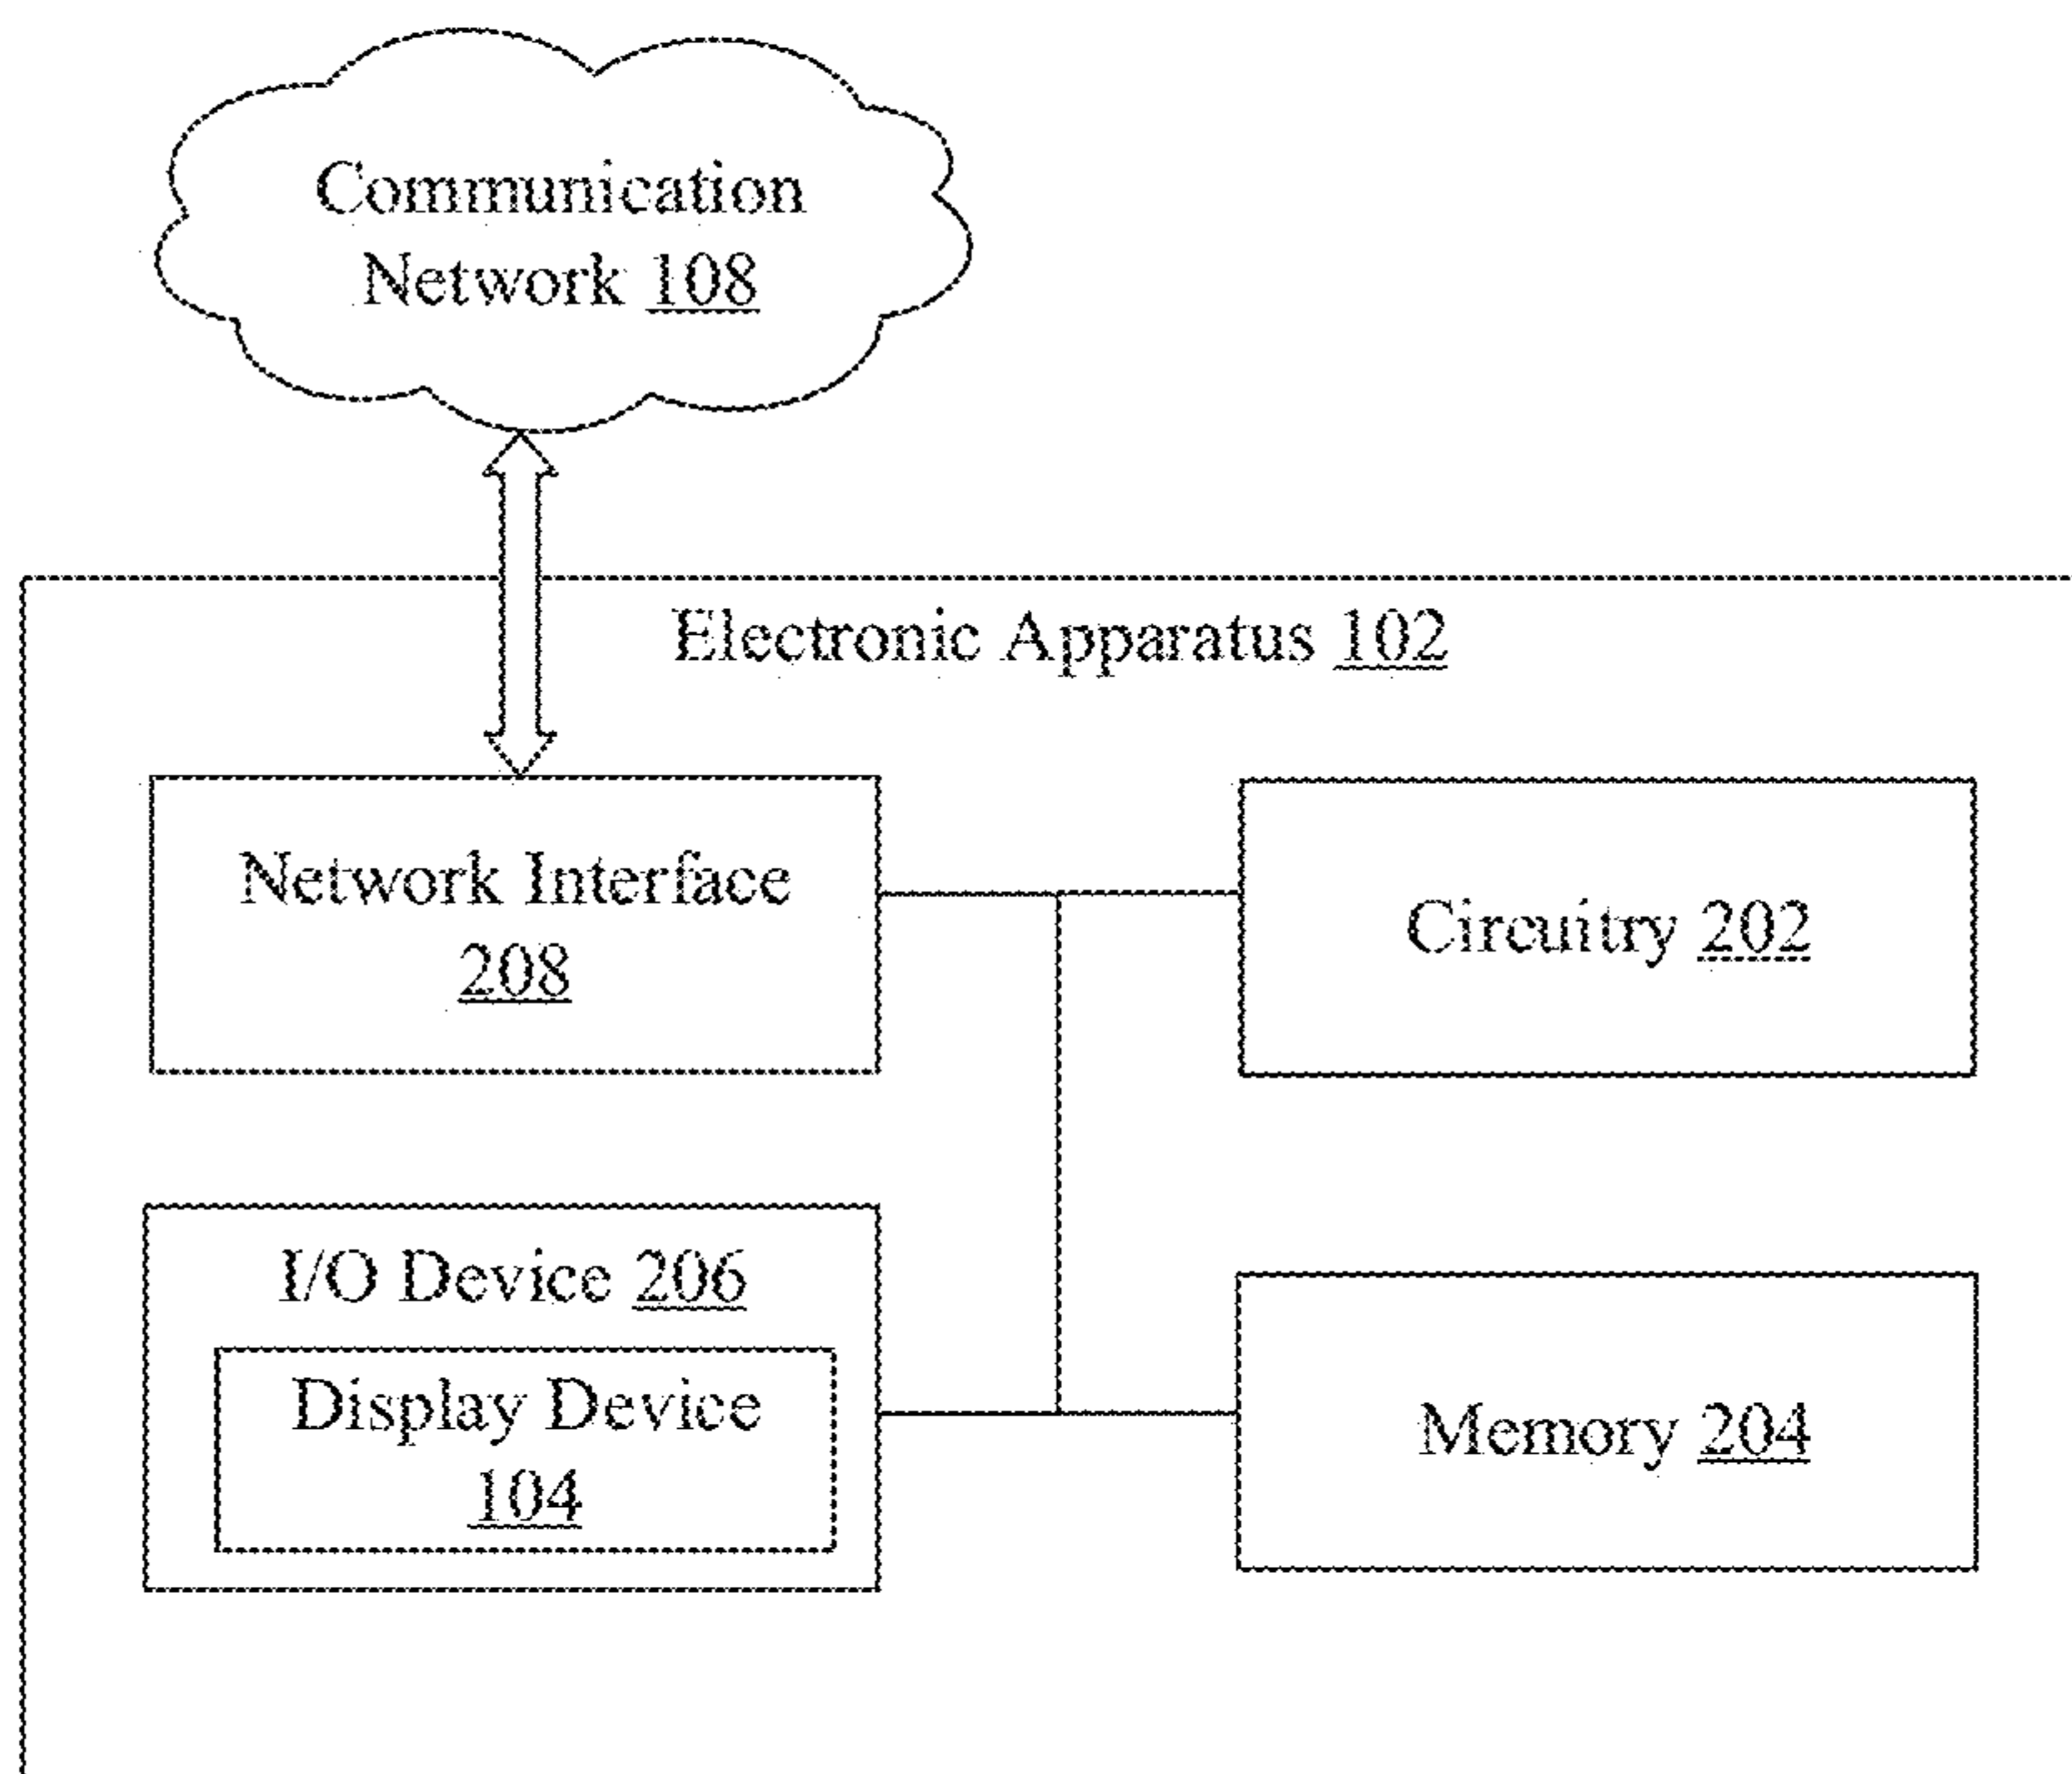 Communication
Network 108
Electronic Apparatus 102
Network Interface
208
Circuitry 202
I/O Device 206
Display Device
104
Memory 204